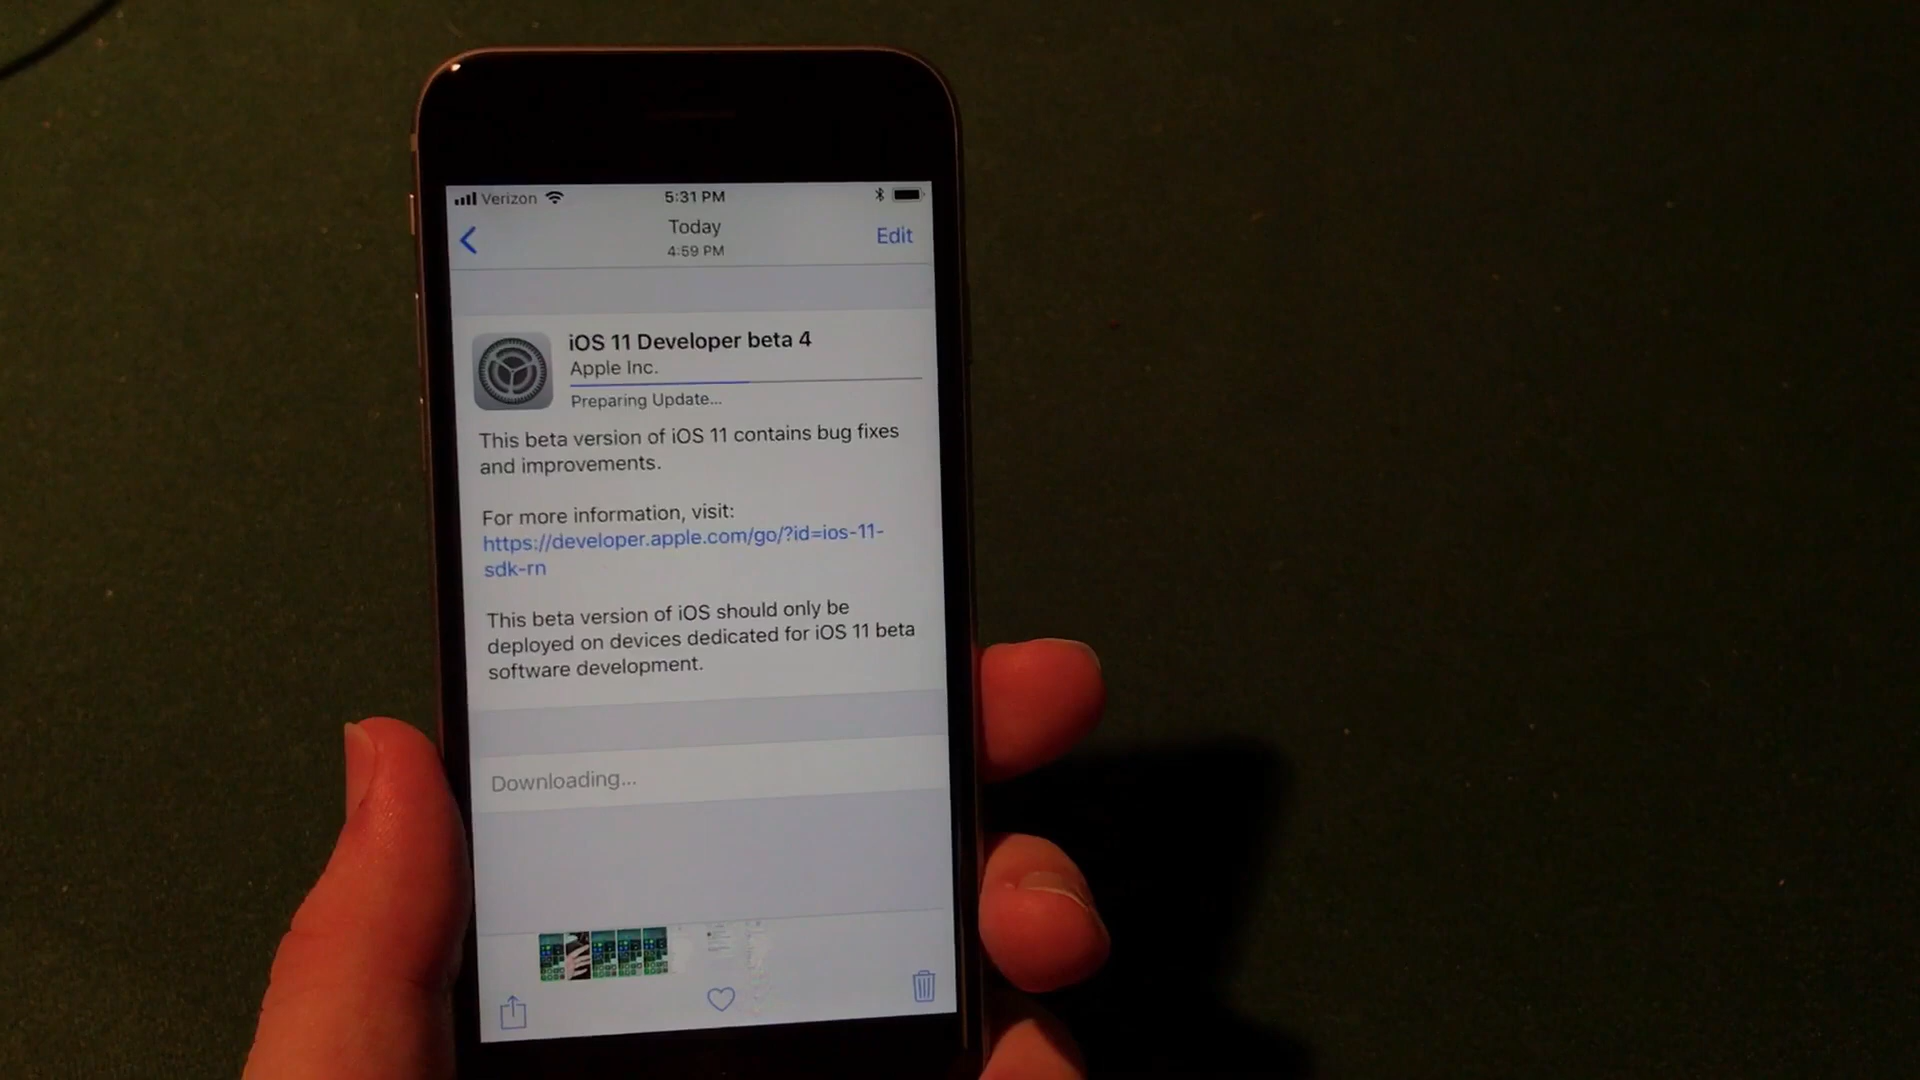 Verizon 5:31 PM
Today
4:59 PM
Edit
iOS 11 Developer beta 4
Apple Inc.
Preparing Update...
This beta version of iOS 11 contains bug fixes
and improvements.
For more information, visit:
https://developer.apple.com/go/?id=ios-11-
sdk-rn
This beta version of iOS should only be
deployed on devices dedicated for iOS 11 beta
software development.
Downloading...